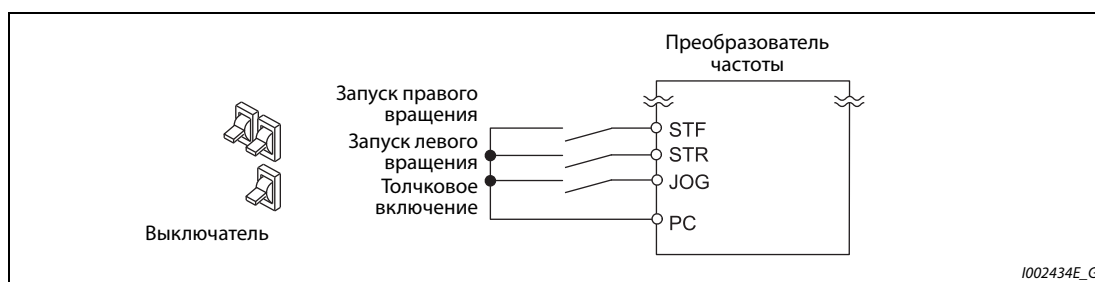 Преобразователь
частоты
Запуск правого
вращения
Запуск левого
вращения
Толчковое
включение
STF
STR
JOG
PC
Выключатель
I002434E_G